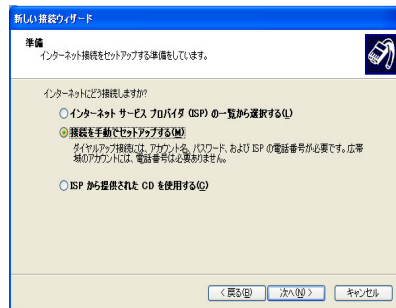 新しい接続ウィザード
準備
インターネット接続をセットアップする準備をしています。
インターネットにどう接続しますか?
インターネット サービス プロバイダ (ISP) の一覧から選択する(L)
接続を手動でセットアップする(M)
ダイヤルアップ接続には、アカウント名、パスワード、および ISP の電話番号が必要です。広帯
域のアカウントには、電話番号は必要ありません。
ISP から提供された CD を使用する(C)
< 戻る(B)
次へ(N) >
キャンセル